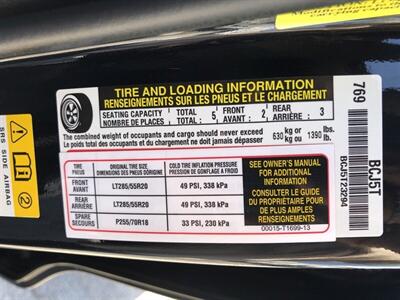 TIRE AND LOADING INFORMATION
RENSEIGNEMENTS SUR LES PNEUS ET LE CHARGEMENT
SEATING CAPACITY TOTAL 5 FRONT 2 REAR 3
NOMBRE DE PLACES TOTAL : AVANT : ARRIÈRE :
The combined weight of occupants and cargo should never exceed 630 kg or 1390 lbs.
Le poids total des occupants et du chargement ne doit jamais dépasser kg ou lb.
TIRE ORIGINAL TIRE SIZE COLD TIRE INFLATION PRESSURE
PNEU DIMENSIONS DES PNEUS D'ORIGINE PRESSION DE GONFLAGE A FROID
FRONT LT285/55R20 49 PSI, 338 kPa
AVANT
REAR LT285/55R20 49 PSI, 338 kPa
ARRIÈRE
SPARE P255/70R18 33 PSI, 230 kPa
SECOURS
SEE OWNER'S MANUAL
FOR ADDITIONAL
INFORMATION
CONSULTER LE GUIDE
DU PROPRIÉTAIRE POUR
DE PLUS AMPLES
RENSEIGNEMENTS
00015-T1699-13
769
BCJ5T
BCJ5T23294
SRS SIDE AIRBAG
2